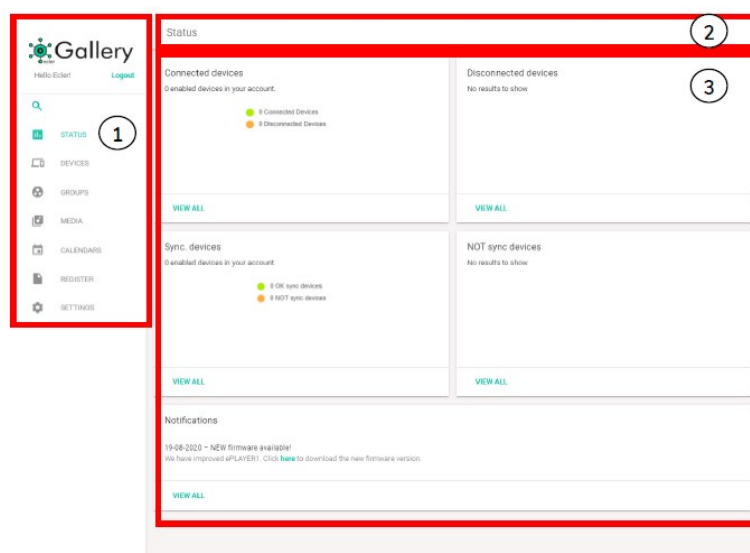 Gallery
ecler
Hello Ecler!
Logout
STATUS
1
DEVICES
GROUPS
MEDIA
CALENDARS
REGISTER
SETTINGS
Status
2
3
Connected devices
0 enabled devices in your account.
0 Connected Devices
0 Disconnected Devices
VIEW ALL
Disconnected devices
No results to show
VIEW ALL
Sync. devices
0 enabled devices in your account.
0 OK sync devices
0 NOT sync devices
VIEW ALL
NOT sync devices
No results to show
VIEW ALL
Notifications
19-08-2020 – NEW firmware available!
We have improved ePLAYER1. Click here to download the new firmware version.
VIEW ALL